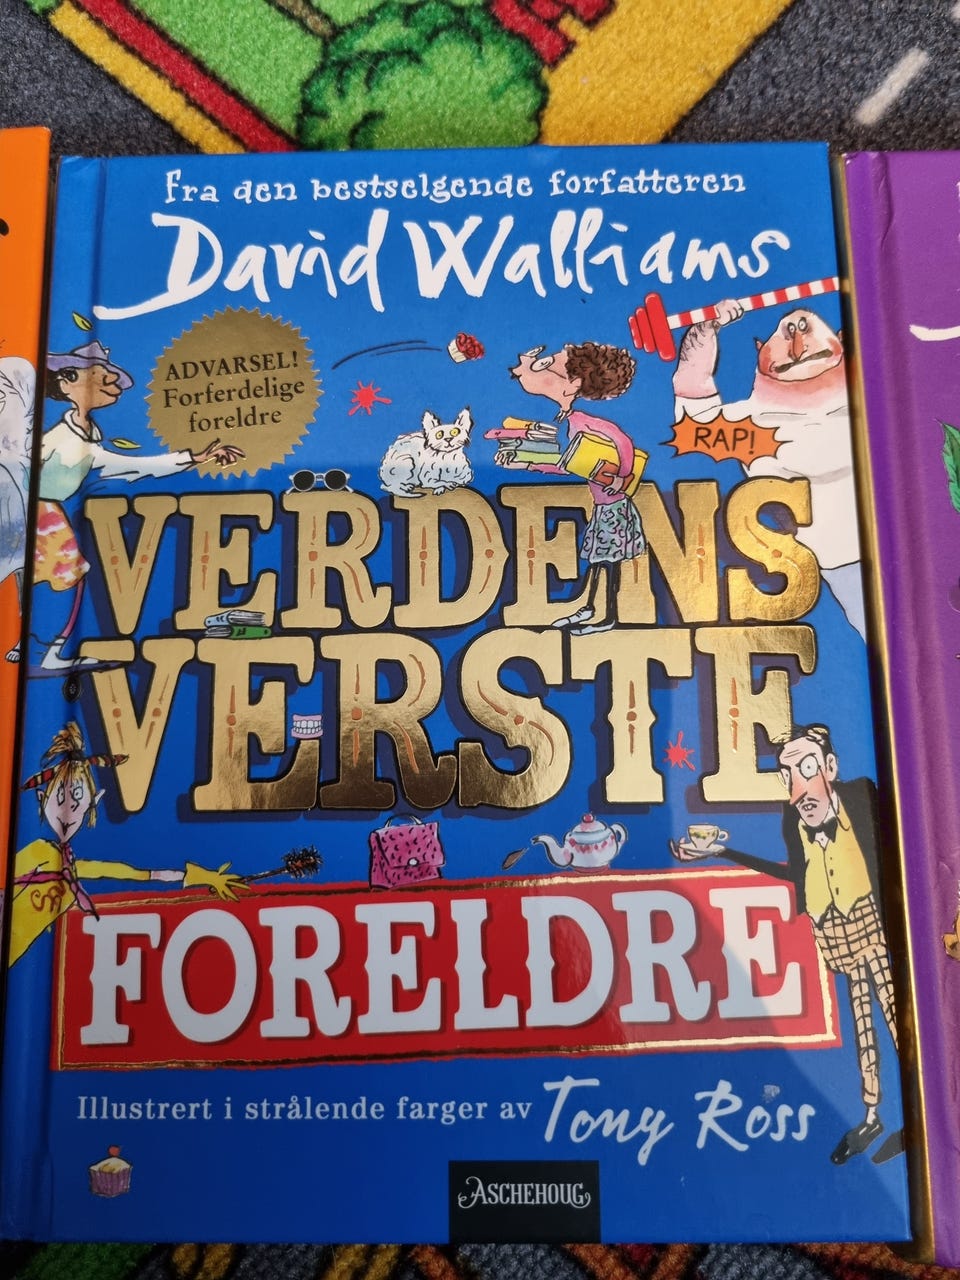 Fra den bestselgende forfatteren
David Walliams
ADVARSEL!
Forferdelige
foreldre
RAP!
VERDENS
VERSTE
FORELDRE
Illustrert i strålende farger av Tony Ross
ASCHEHOUG